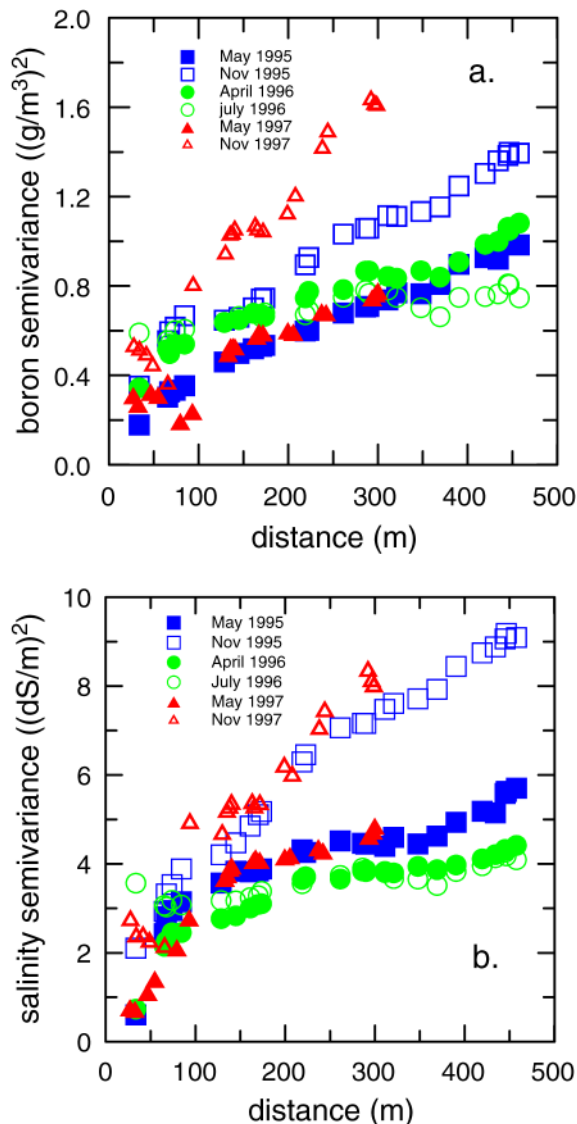 boron semivariance ((g/m³)²)
2.0
1.6
1.2
0.8
0.4
0.0
May 1995
Nov 1995
April 1996
july 1996
May 1997
Nov 1997
a.
0 100 200 300 400 500
distance (m)
salinity semivariance ((dS/m)²
10
8
6
4
2
0
May 1995
Nov 1995
April 1996
July 1996
May 1997
Nov 1997
b.
0 100 200 300 400 500
distance (m)